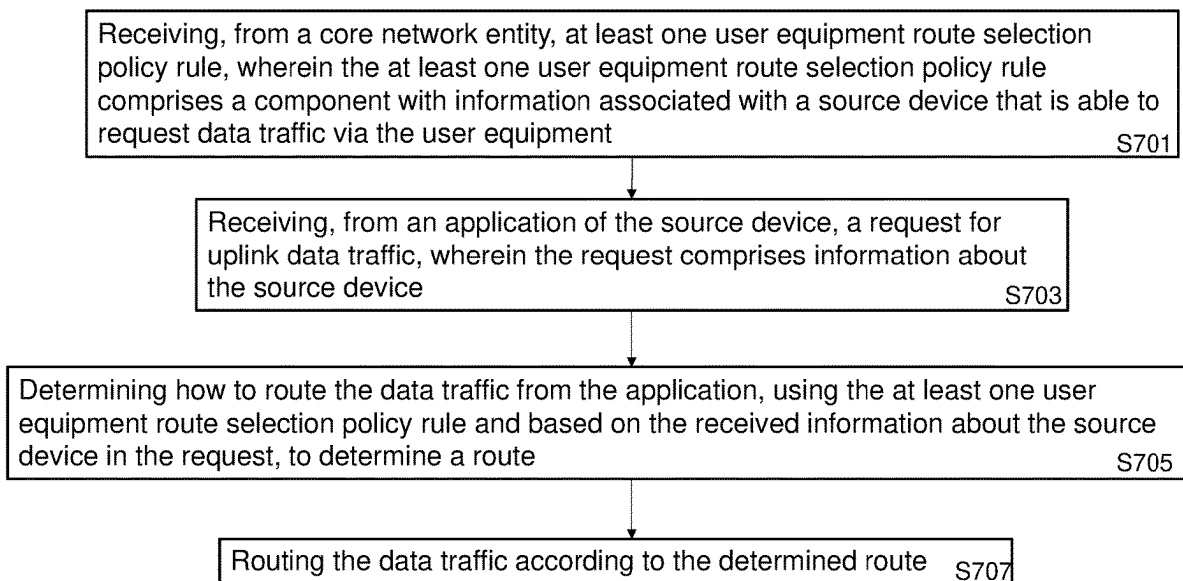 Receiving, from a core network entity, at least one user equipment route selection
policy rule, wherein the at least one user equipment route selection policy rule
comprises a component with information associated with a source device that is able to
request data traffic via the user equipment
S701
Receiving, from an application of the source device, a request for
uplink data traffic, wherein the request comprises information about
the source device
S703
Determining how to route the data traffic from the application, using the at least one user
equipment route selection policy rule and based on the received information about the source
device in the request, to determine a route
S705
Routing the data traffic according to the determined route
S707